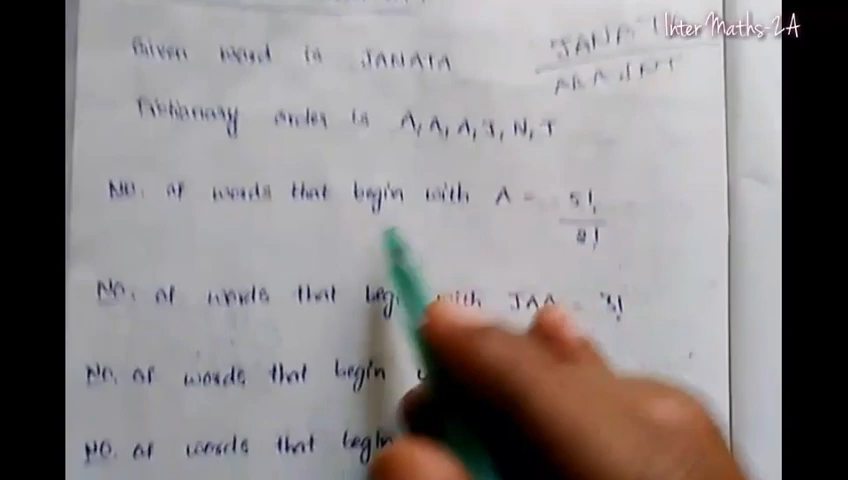 Inter Maths-2A
Given word is JANATA
Dictionary order is A, A, A, J, N, T
NO. of words that begin with A = 5!/2!
NO. of words that begin with JAA = 3!
NO. of words that begin
NO. of words that begin